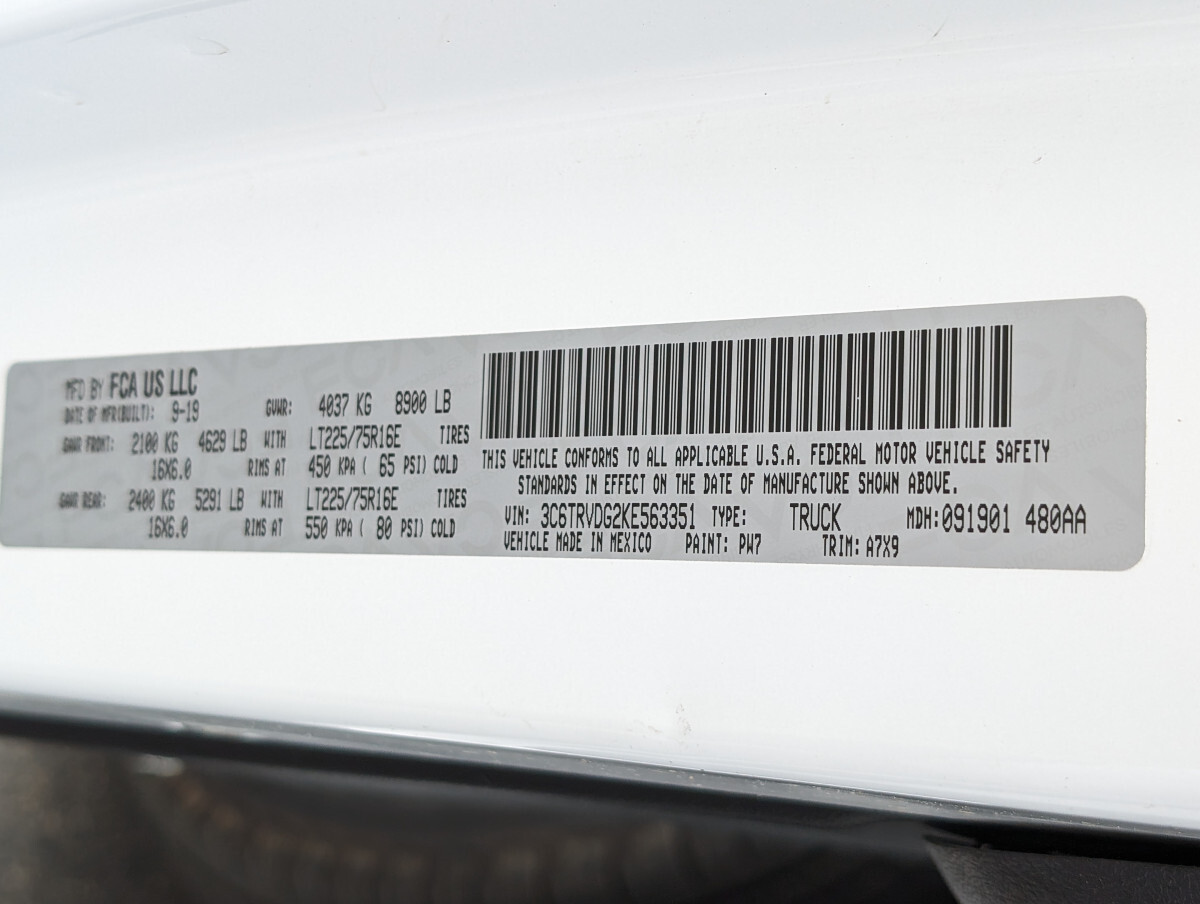 MFD BY FCA US LLC
DATE OF MFR(BUILT): 9-19 GVWR: 4037 KG 8900 LB
GAWR FRONT: 2100 KG 4629 LB WITH LT225/75R16E TIRES
16X6.0 RIMS AT 450 KPA ( 65 PSI) COLD
GAWR REAR: 2400 KG 5291 LB WITH LT225/75R16E TIRES
16X6.0 RIMS AT 550 KPA ( 80 PSI) COLD
THIS VEHICLE CONFORMS TO ALL APPLICABLE U.S.A. FEDERAL MOTOR VEHICLE SAFETY
STANDARDS IN EFFECT ON THE DATE OF MANUFACTURE SHOWN ABOVE.
VIN: 3C6TRVDG2KE563351 TYPE: TRUCK MDH:091901 480AA
VEHICLE MADE IN MEXICO PAINT: PW7 TRIM: A7X9